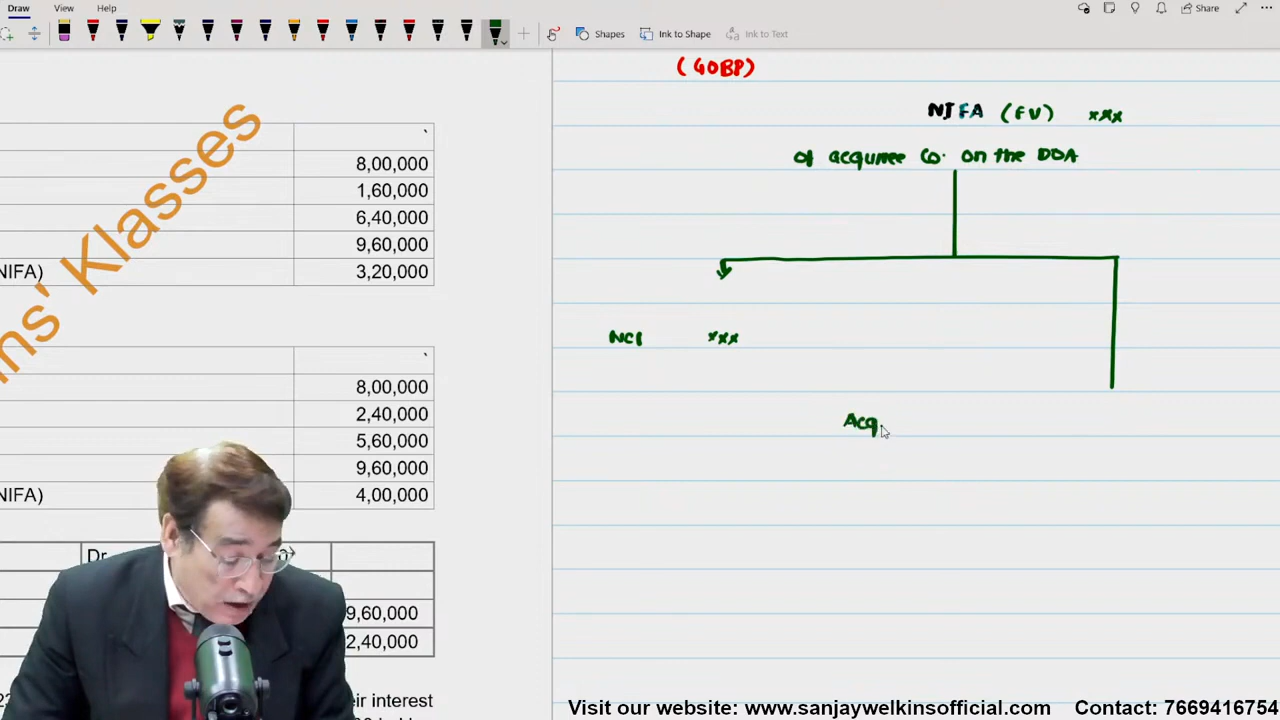 Draw View Help
Shapes Ink to Shape Ink to Text Share
8,00,000
1,60,000
6,40,000
9,60,000
NIFA) 3,20,000
ns' Klasses
8,00,000
2,40,000
5,60,000
9,60,000
NIFA) 4,00,000
Dr
9,60,000
2,40,000
eir interest
(GOBP)
NIFA (FV) xxx
of acquree Co. on the DOA
NCI xxx
Acq
Visit our website: www.sanjaywelkinsofficial.com Contact: 7669416754